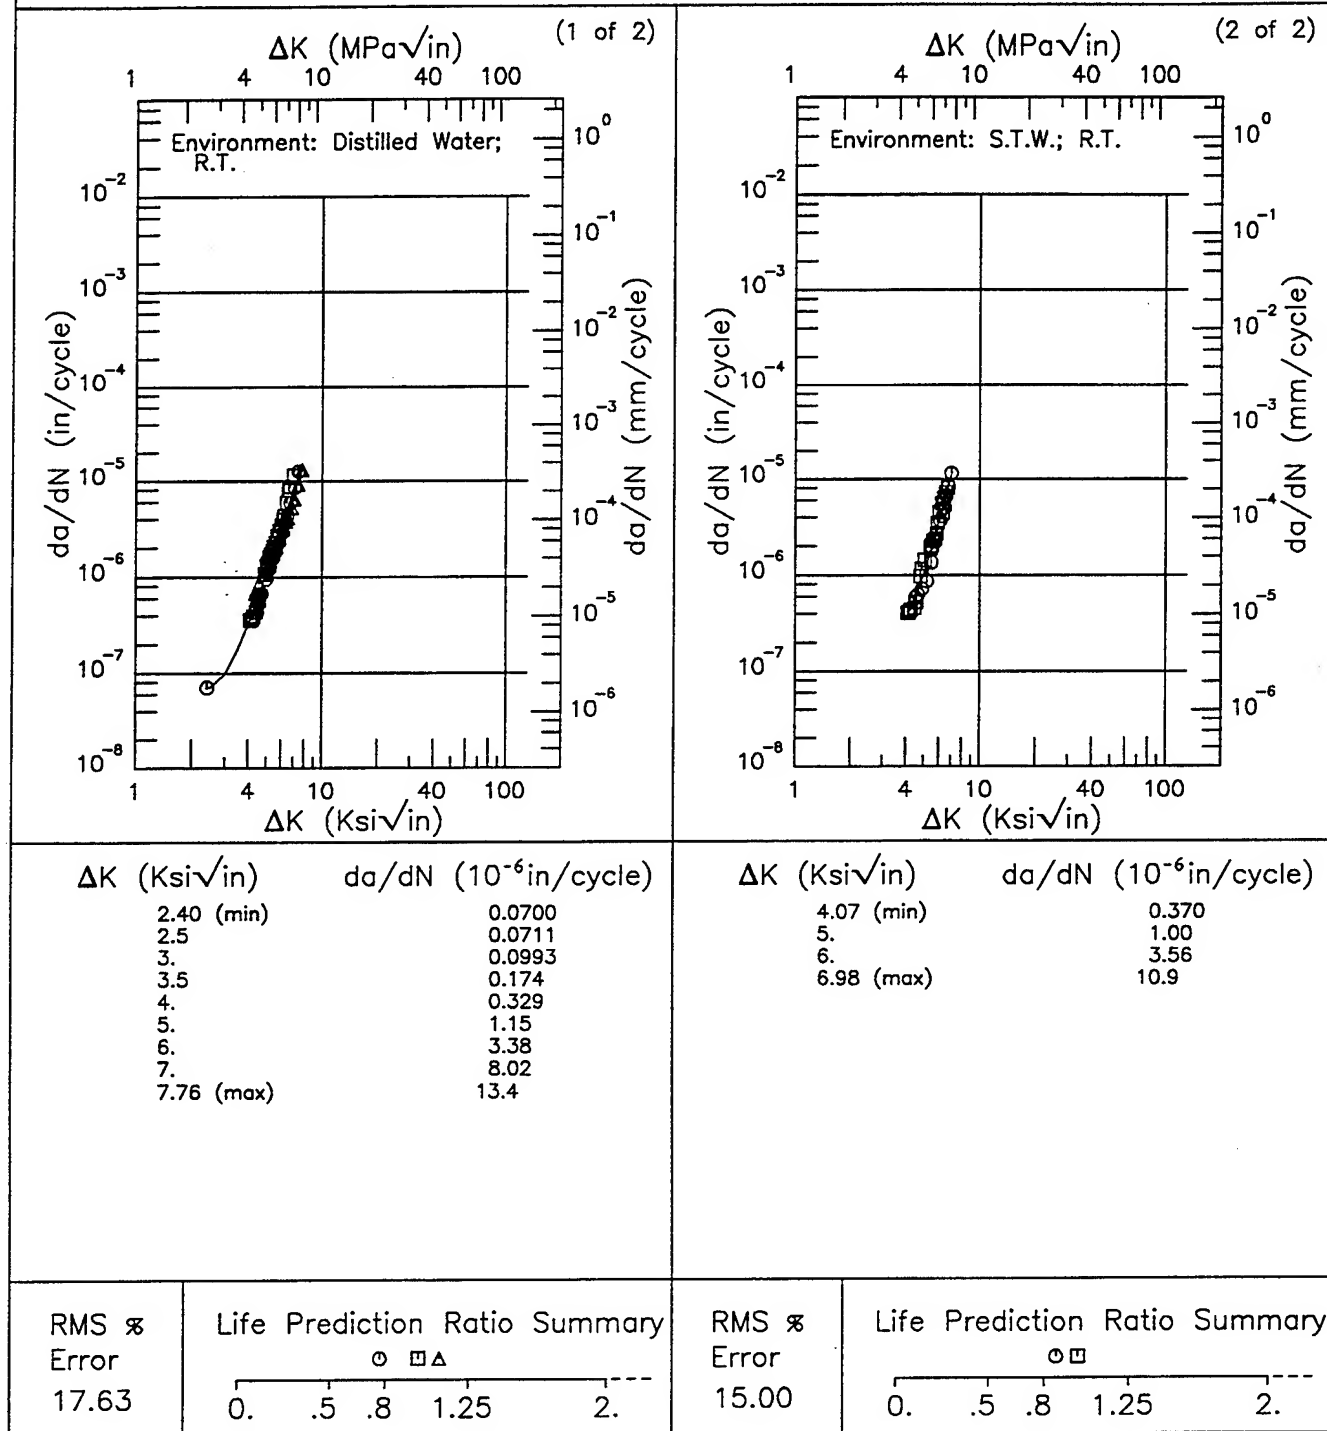 (1 of 2)
ΔK (MPa√in)
1 4 10 40 100
Environment: Distilled Water;
R.T.
da/dN (in/cycle)
10⁻²
10⁻³
10⁻⁴
10⁻⁵
10⁻⁶
10⁻⁷
10⁻⁸
da/dN (mm/cycle)
10⁰
10⁻¹
10⁻²
10⁻³
10⁻⁴
10⁻⁵
10⁻⁶
1 4 10 40 100
ΔK (Ksi√in)
ΔK (Ksi√in) da/dN (10⁻⁶in/cycle)
2.40 (min) 0.0700
2.5 0.0711
3. 0.0993
3.5 0.174
4. 0.329
5. 1.15
6. 3.38
7. 8.02
7.76 (max) 13.4
RMS %
Error
17.63
Life Prediction Ratio Summary
0. .5 .8 1.25 2.
(2 of 2)
ΔK (MPa√in)
1 4 10 40 100
Environment: S.T.W.; R.T.
da/dN (in/cycle)
10⁻²
10⁻³
10⁻⁴
10⁻⁵
10⁻⁶
10⁻⁷
10⁻⁸
da/dN (mm/cycle)
10⁰
10⁻¹
10⁻²
10⁻³
10⁻⁴
10⁻⁵
10⁻⁶
1 4 10 40 100
ΔK (Ksi√in)
ΔK (Ksi√in) da/dN (10⁻⁶in/cycle)
4.07 (min) 0.370
5. 1.00
6. 3.56
6.98 (max) 10.9
RMS %
Error
15.00
Life Prediction Ratio Summary
0. .5 .8 1.25 2.